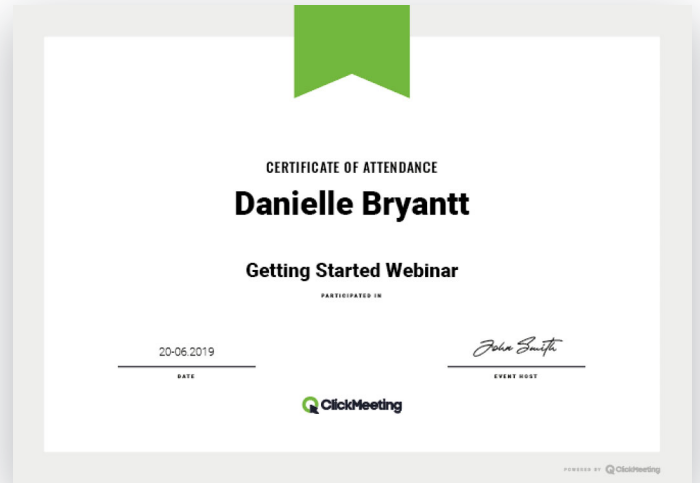 CERTIFICATE OF ATTENDANCE
Danielle Bryantt
Getting Started Webinar
PARTICIPATED IN
20-06.2019
John Smith
DATE
EVENT HOST
ClickMeeting
POWERED BY ClickMeeting